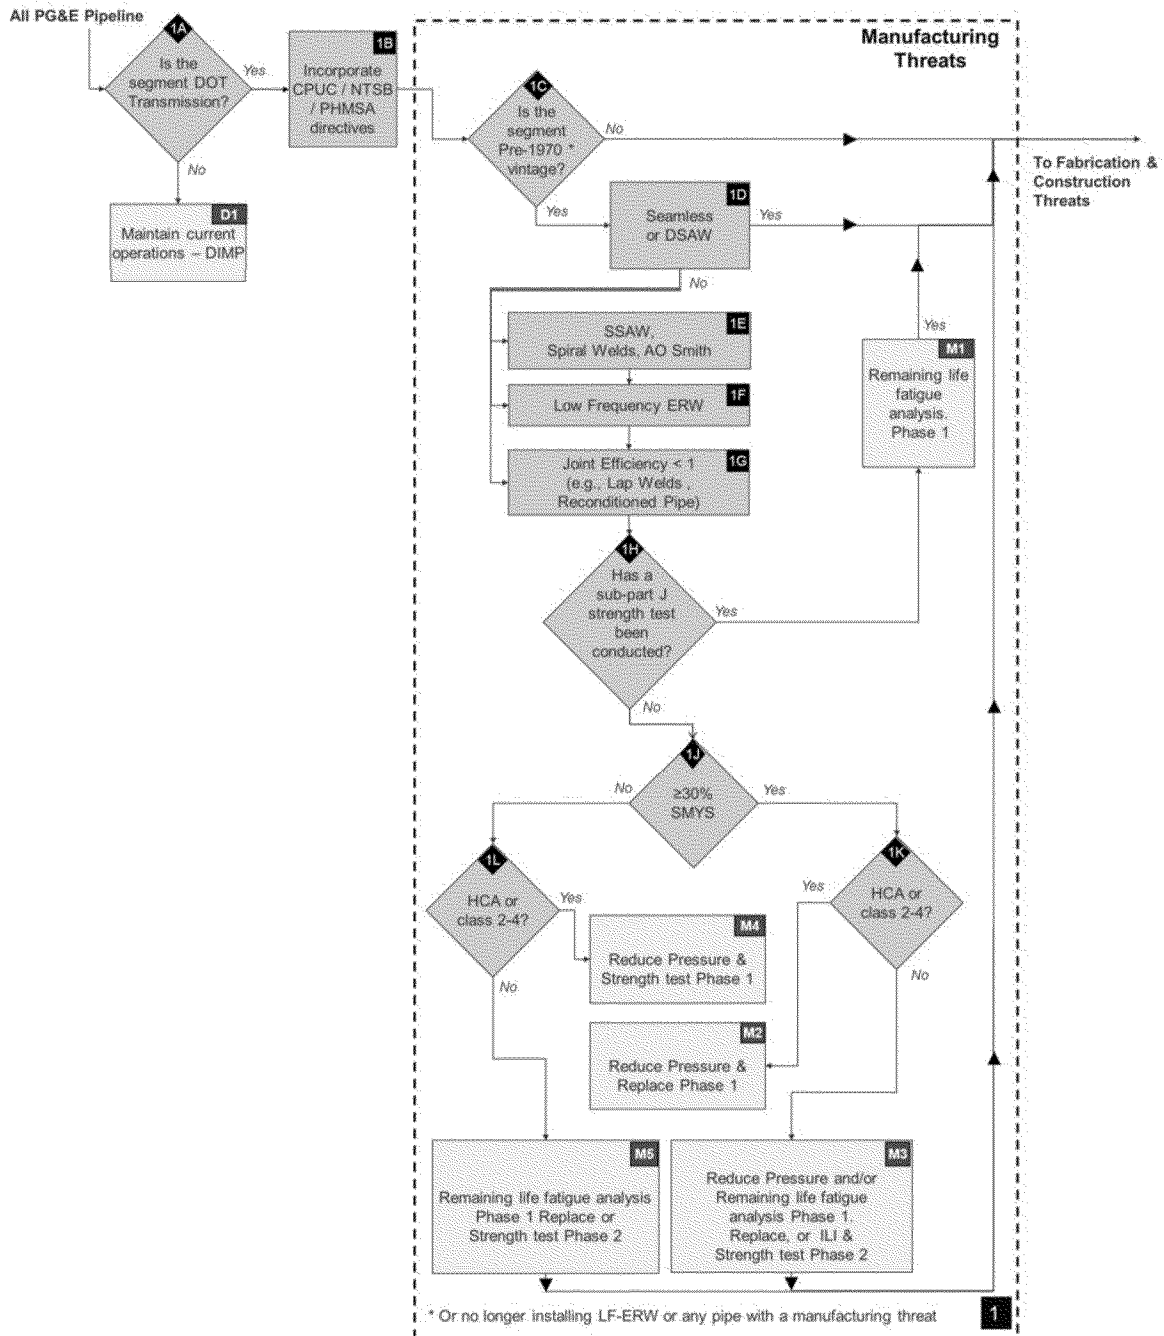 All PG&E Pipeline
1A
Is the
segment DOT
Transmission?
Yes
No
D1
Maintain current
operations – DIMP
1B
Incorporate
CPUC / NTSB
/ PHMSA
directives
Manufacturing
Threats
1C
Is the
segment
Pre-1970 *
vintage?
No
Yes
To Fabrication &
Construction
Threats
1D
Seamless
or DSAW
Yes
No
1E
SSAW,
Spiral Welds, AO Smith
1F
Low Frequency ERW
1G
Joint Efficiency < 1
(e.g., Lap Welds ,
Reconditioned Pipe)
M1
Yes
Remaining life
fatigue
analysis.
Phase 1
1H
Has a
sub-part J
strength test
been
conducted?
Yes
No
1J
≥30%
SMYS
No
Yes
1L
HCA or
class 2-4?
Yes
No
1K
HCA or
class 2-4?
Yes
No
M4
Reduce Pressure &
Strength test Phase 1
M2
Reduce Pressure &
Replace Phase 1
M5
Remaining life fatigue analysis
Phase 1 Replace or
Strength test Phase 2
M3
Reduce Pressure and/or
Remaining life fatigue
analysis Phase 1.
Replace, or ILI &
Strength test Phase 2
* Or no longer installing LF-ERW or any pipe with a manufacturing threat
1